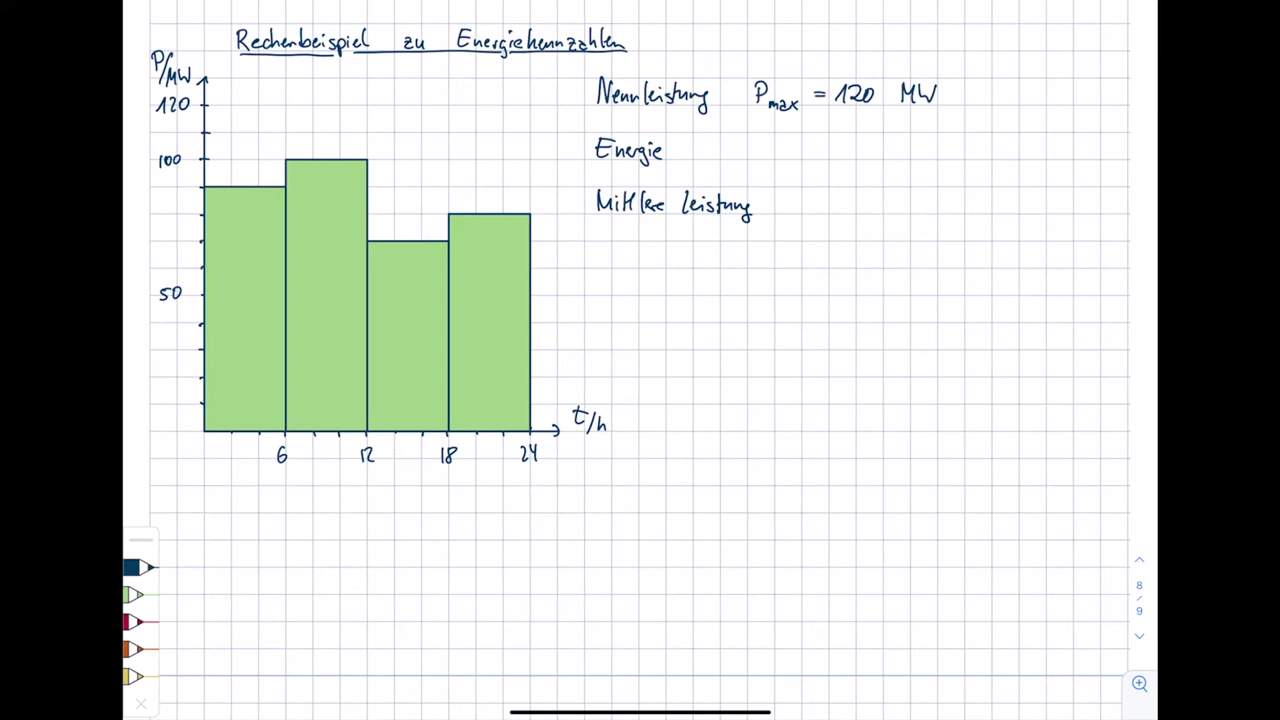 Rechenbeispiel zu Energiekennzahlen
P/MW
120
100
50
6 12 18 24
t/h
Nennleistung Pmax = 120 MW
Energie
Mittlere Leistung
8
/
9